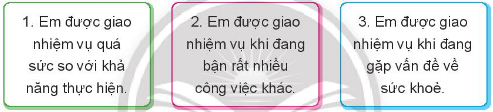 1. Em được giao
nhiệm vụ quá
sức so với khả
năng thực hiện.
2. Em được giao
nhiệm vụ khi đang
bận rất nhiều
công việc khác.
3. Em được giao
nhiệm vụ khi đang
gặp vấn đề về
sức khoẻ.